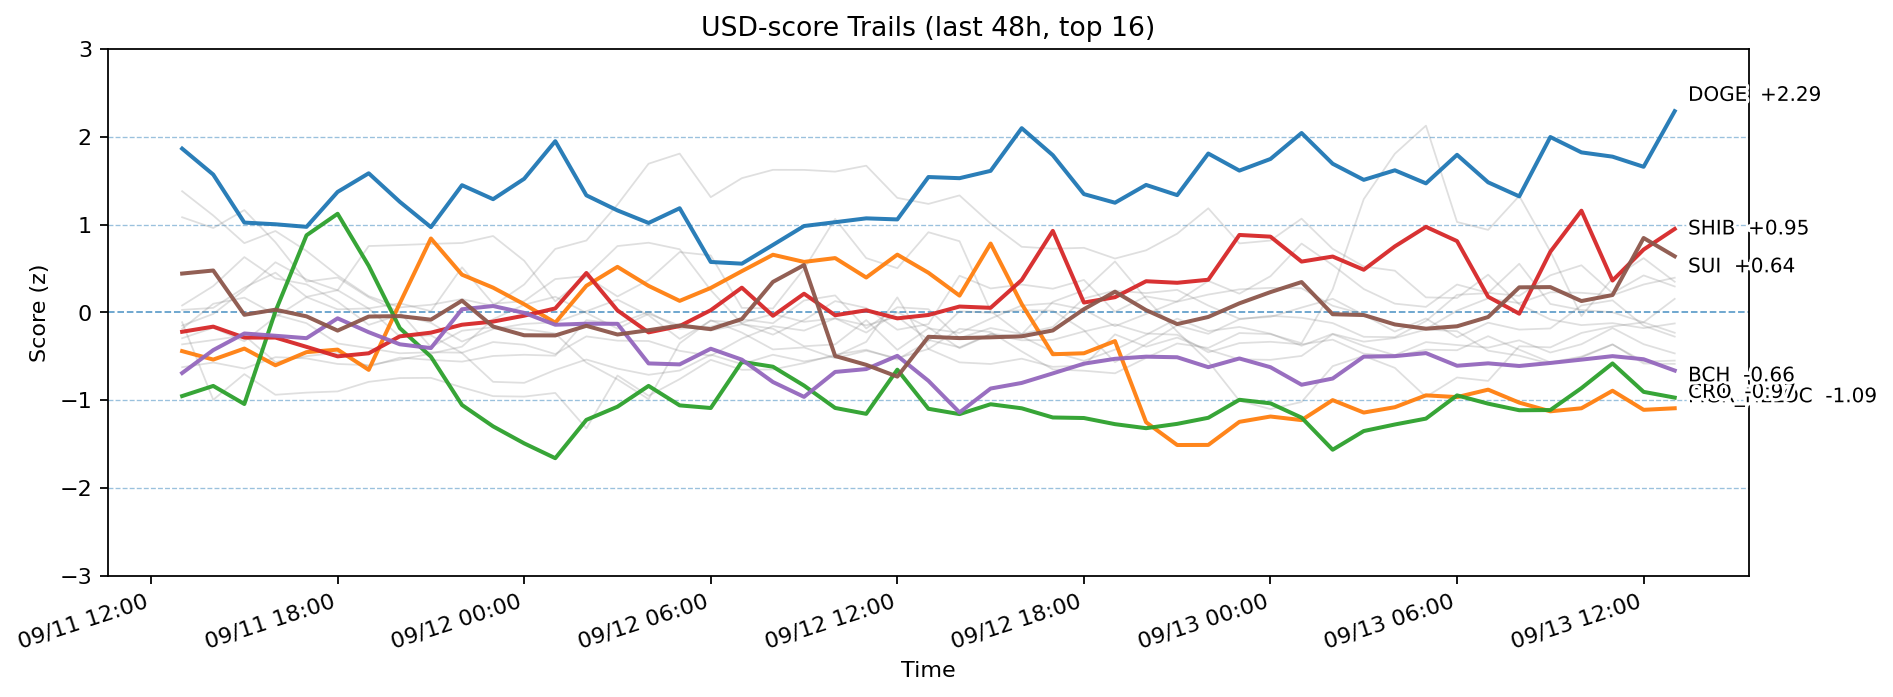 USD-score Trails (last 48h, top 16)
Score (z)
3
2
1
0
−1
−2
−3
DOGE +2.29
SHIB +0.95
SUI +0.64
BCH -0.66
CRO -0.97
-1.09
09/11 12:00
09/11 18:00
09/12 00:00
09/12 06:00
09/12 12:00
09/12 18:00
09/13 00:00
09/13 06:00
09/13 12:00
Time